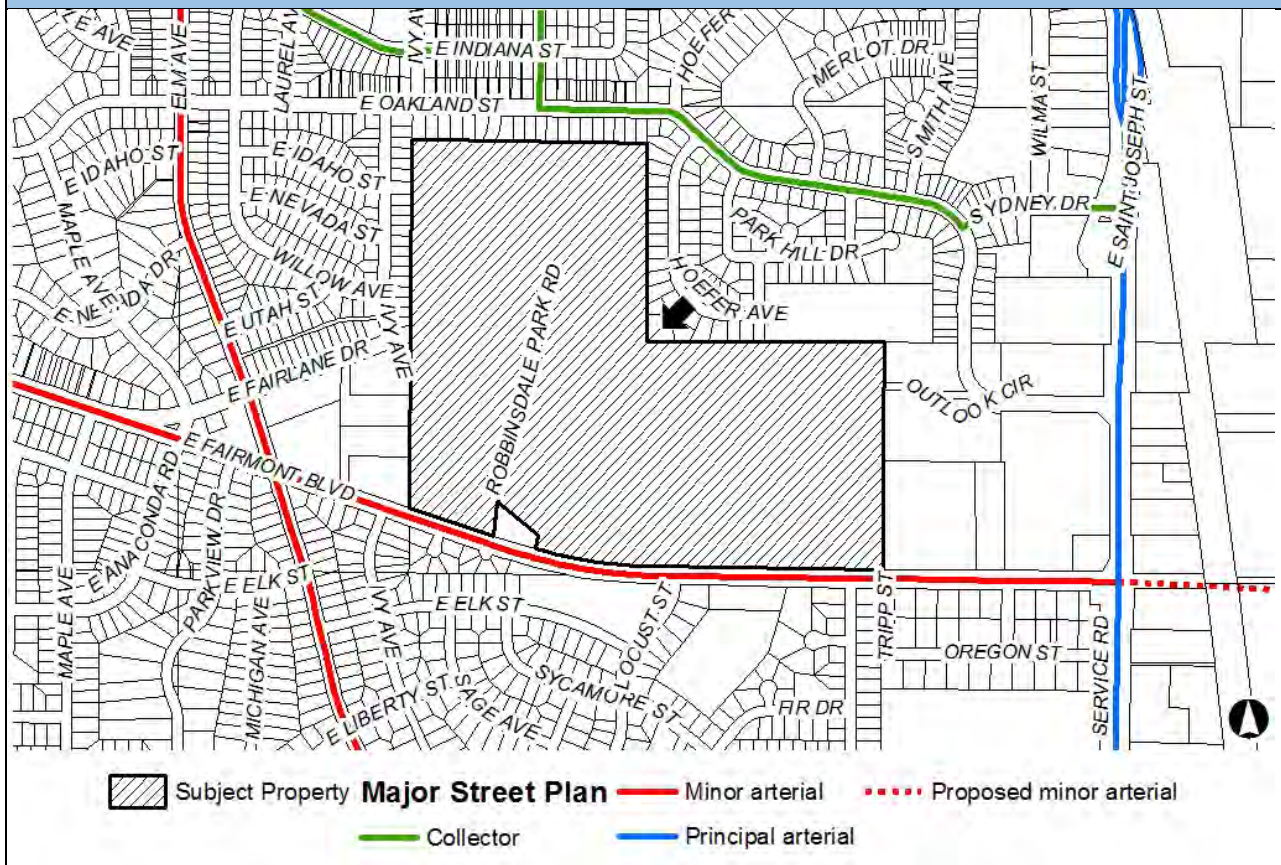 LE AVE
ELM AVE
LAUREL AVE
IVY AVE
E INDIANA ST
HOEFER
MERLOT DR
E OAKLAND ST
S MITH AVE
WILMA ST
E SAINT JOSEPH ST
E IDAHO ST
E IDAHO ST
E NEVADA ST
MAPLE AVE
SYDNEY DR
PARK HILL DR
WILLOW AVE
E NEVADA DR
HOEFER AVE
E UTAH ST
IVY AVE
ROBBINSDALE PARK RD
E FAIRLANE DR
OUTLOOK CIR
E FAIRMONT BLVD
E ANACONDA RD
PARKVIEW DR
E ELK ST
MAPLE AVE
MICHIGAN AVE
IVY AVE
E ELK ST
LOCUST ST
TRIPP ST
OREGON ST
SERVICE RD
SYCAMORE ST
SAGE AVE
E LIBERTY ST
FIR DR
Subject Property Major Street Plan Minor arterial Proposed minor arterial
Collector Principal arterial